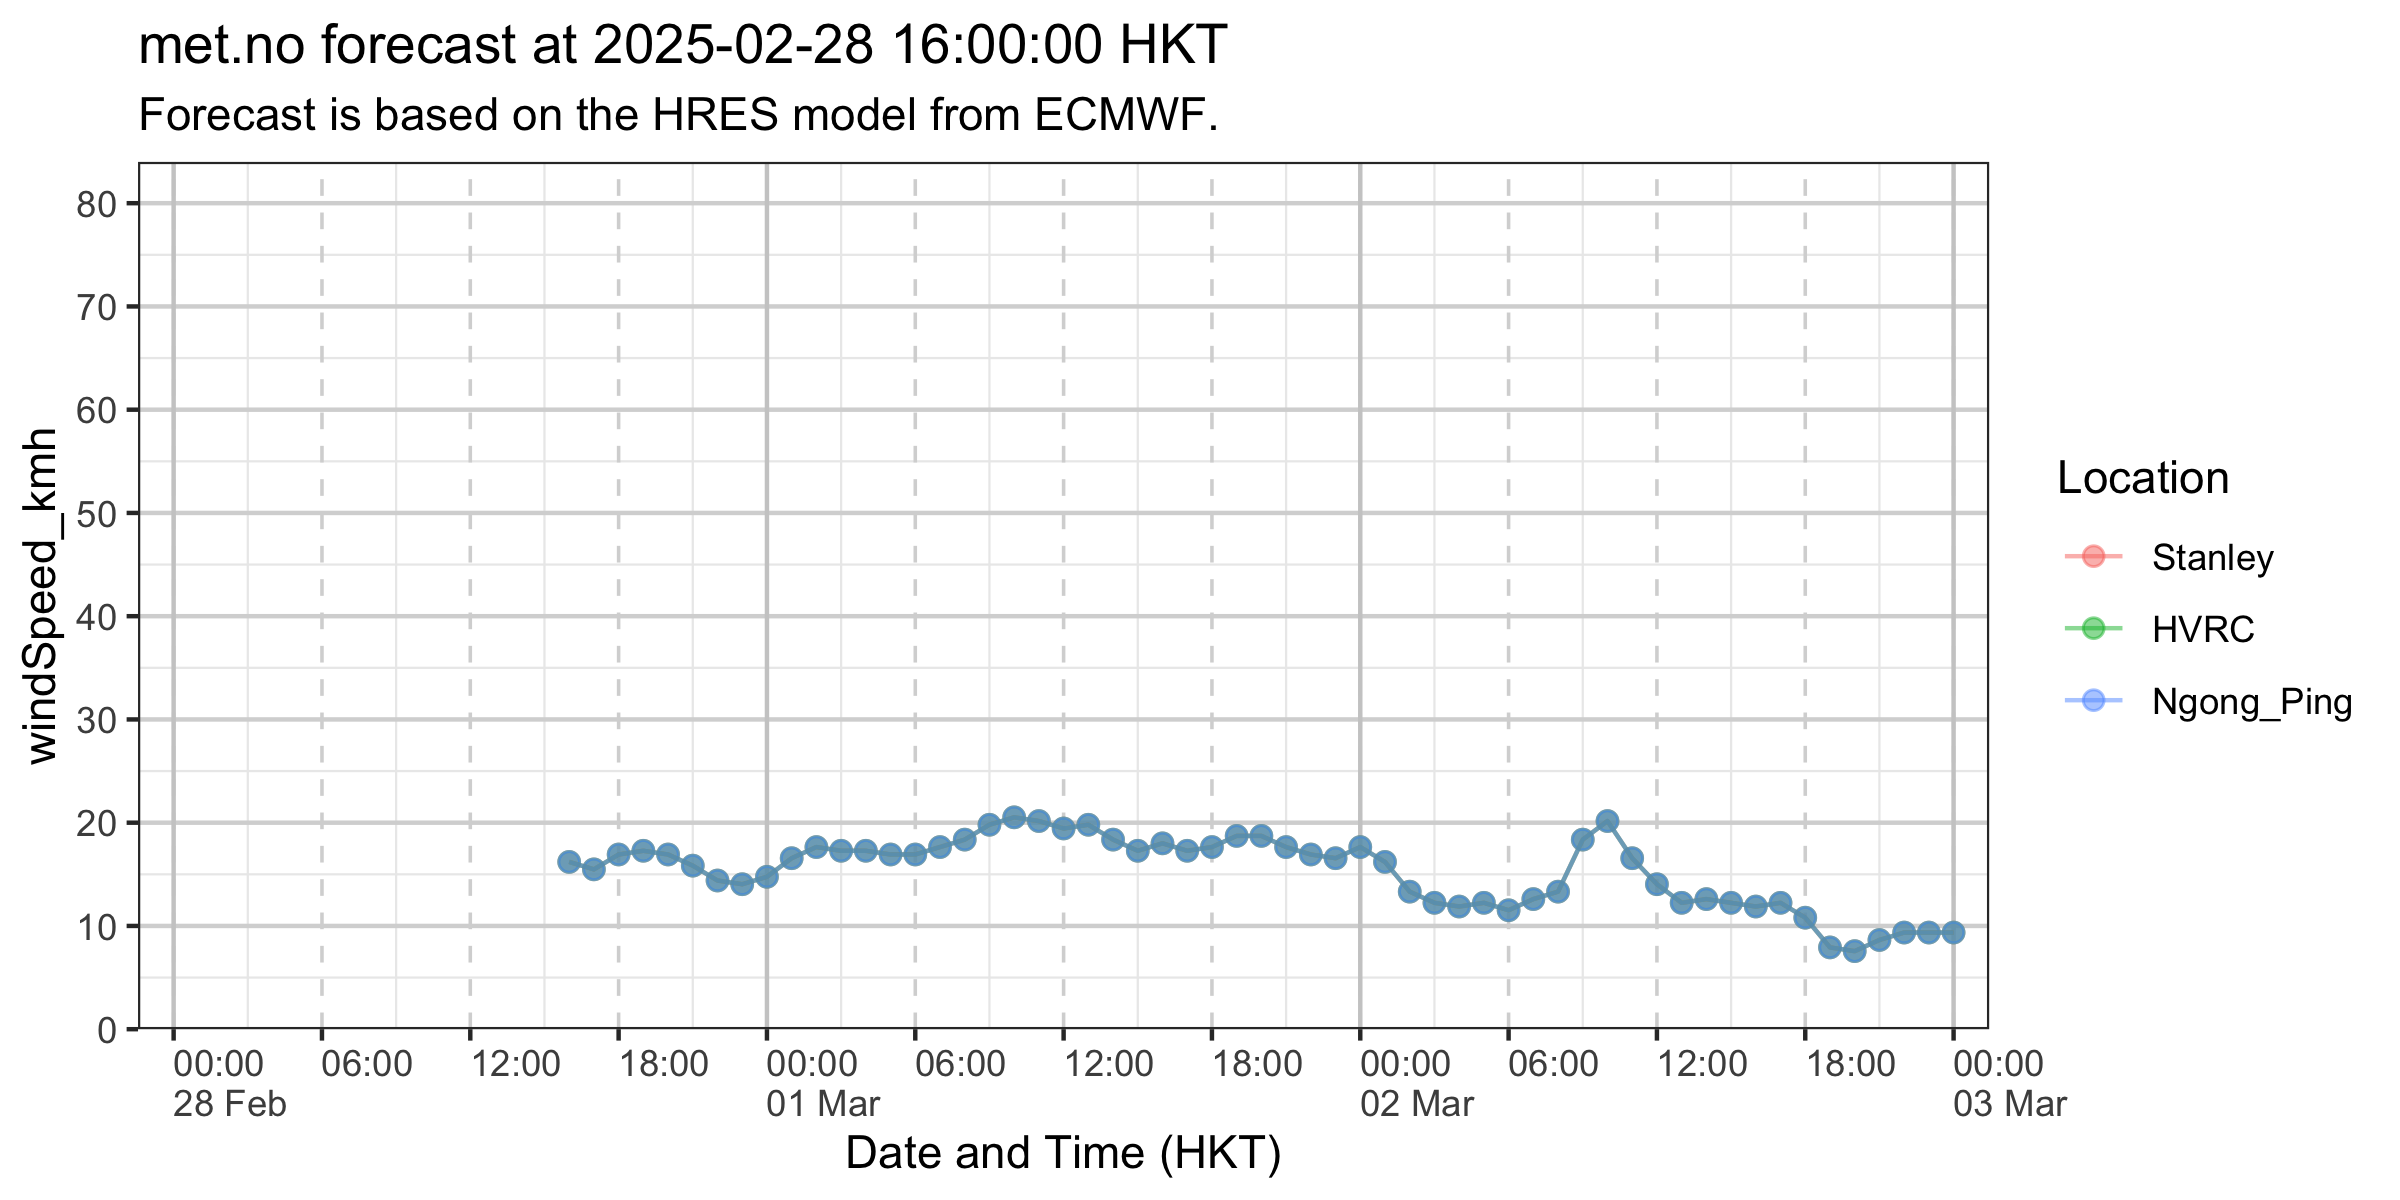 met.no forecast at 2025-02-28 16:00:00 HKT
Forecast is based on the HRES model from ECMWF.
windSpeed_kmh
80
70
60
50
40
30
20
10
0
00:00 06:00 12:00 18:00 00:00 06:00 12:00 18:00 00:00 06:00 12:00 18:00 00:00
28 Feb 01 Mar 02 Mar 03 Mar
Date and Time (HKT)
Location
Stanley
HVRC
Ngong_Ping